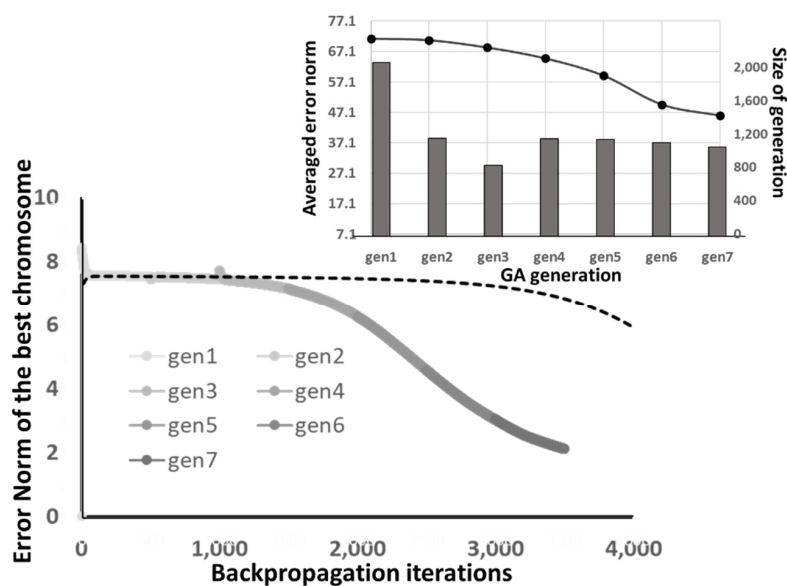 77.1
67.1
57.1
47.1
37.1
27.1
17.1
7.1
Averaged error norm
2,000
1,600
1,200
800
400
0
Size of generation
gen1 gen2 gen3 gen4 gen5 gen6 gen7
GA generation
10
8
6
4
2
0
Error Norm of the best chromosome
gen1 gen2
gen3 gen4
gen5 gen6
gen7
0 1,000 2,000 3,000 4,000
Backpropagation iterations